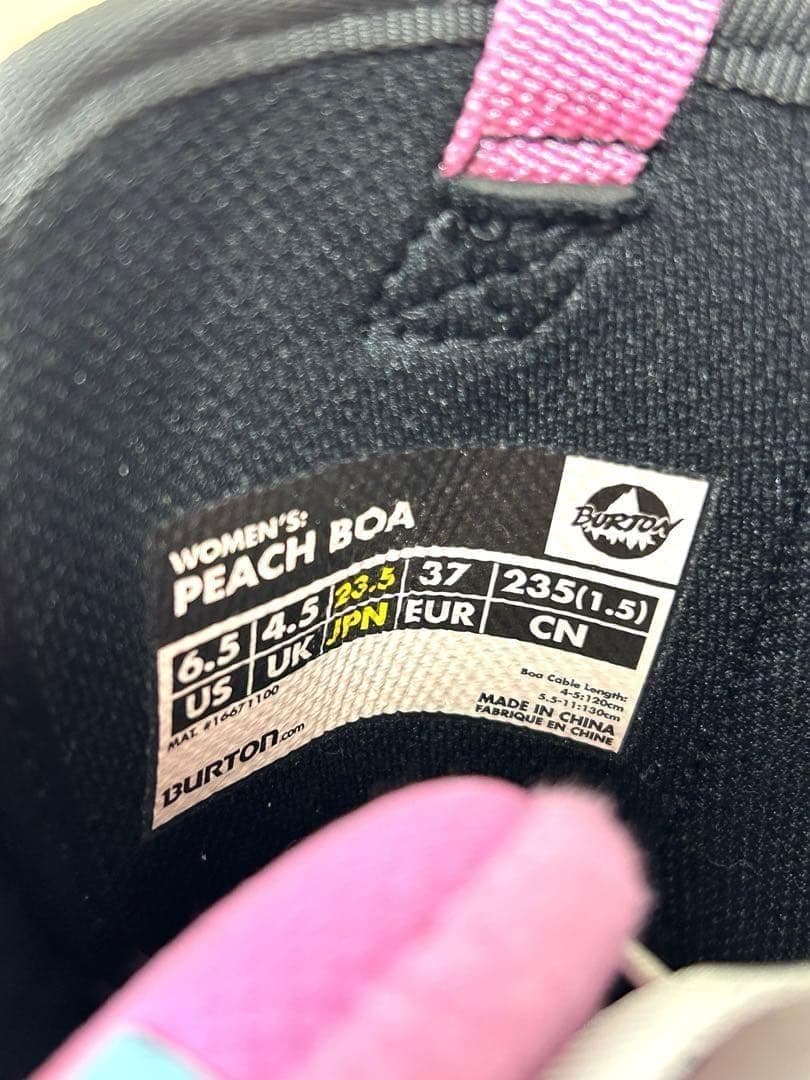 WOMEN'S:
PEACH BOA
BURTON
6.5 4.5 23.5 37 235(1.5)
US UK JPN EUR CN
MAT. #16671100
Boa Cable Length:
4-5:120cm
5.5-11:130cm
MADE IN CHINA
FABRIQUE EN CHINE
BURTON.com